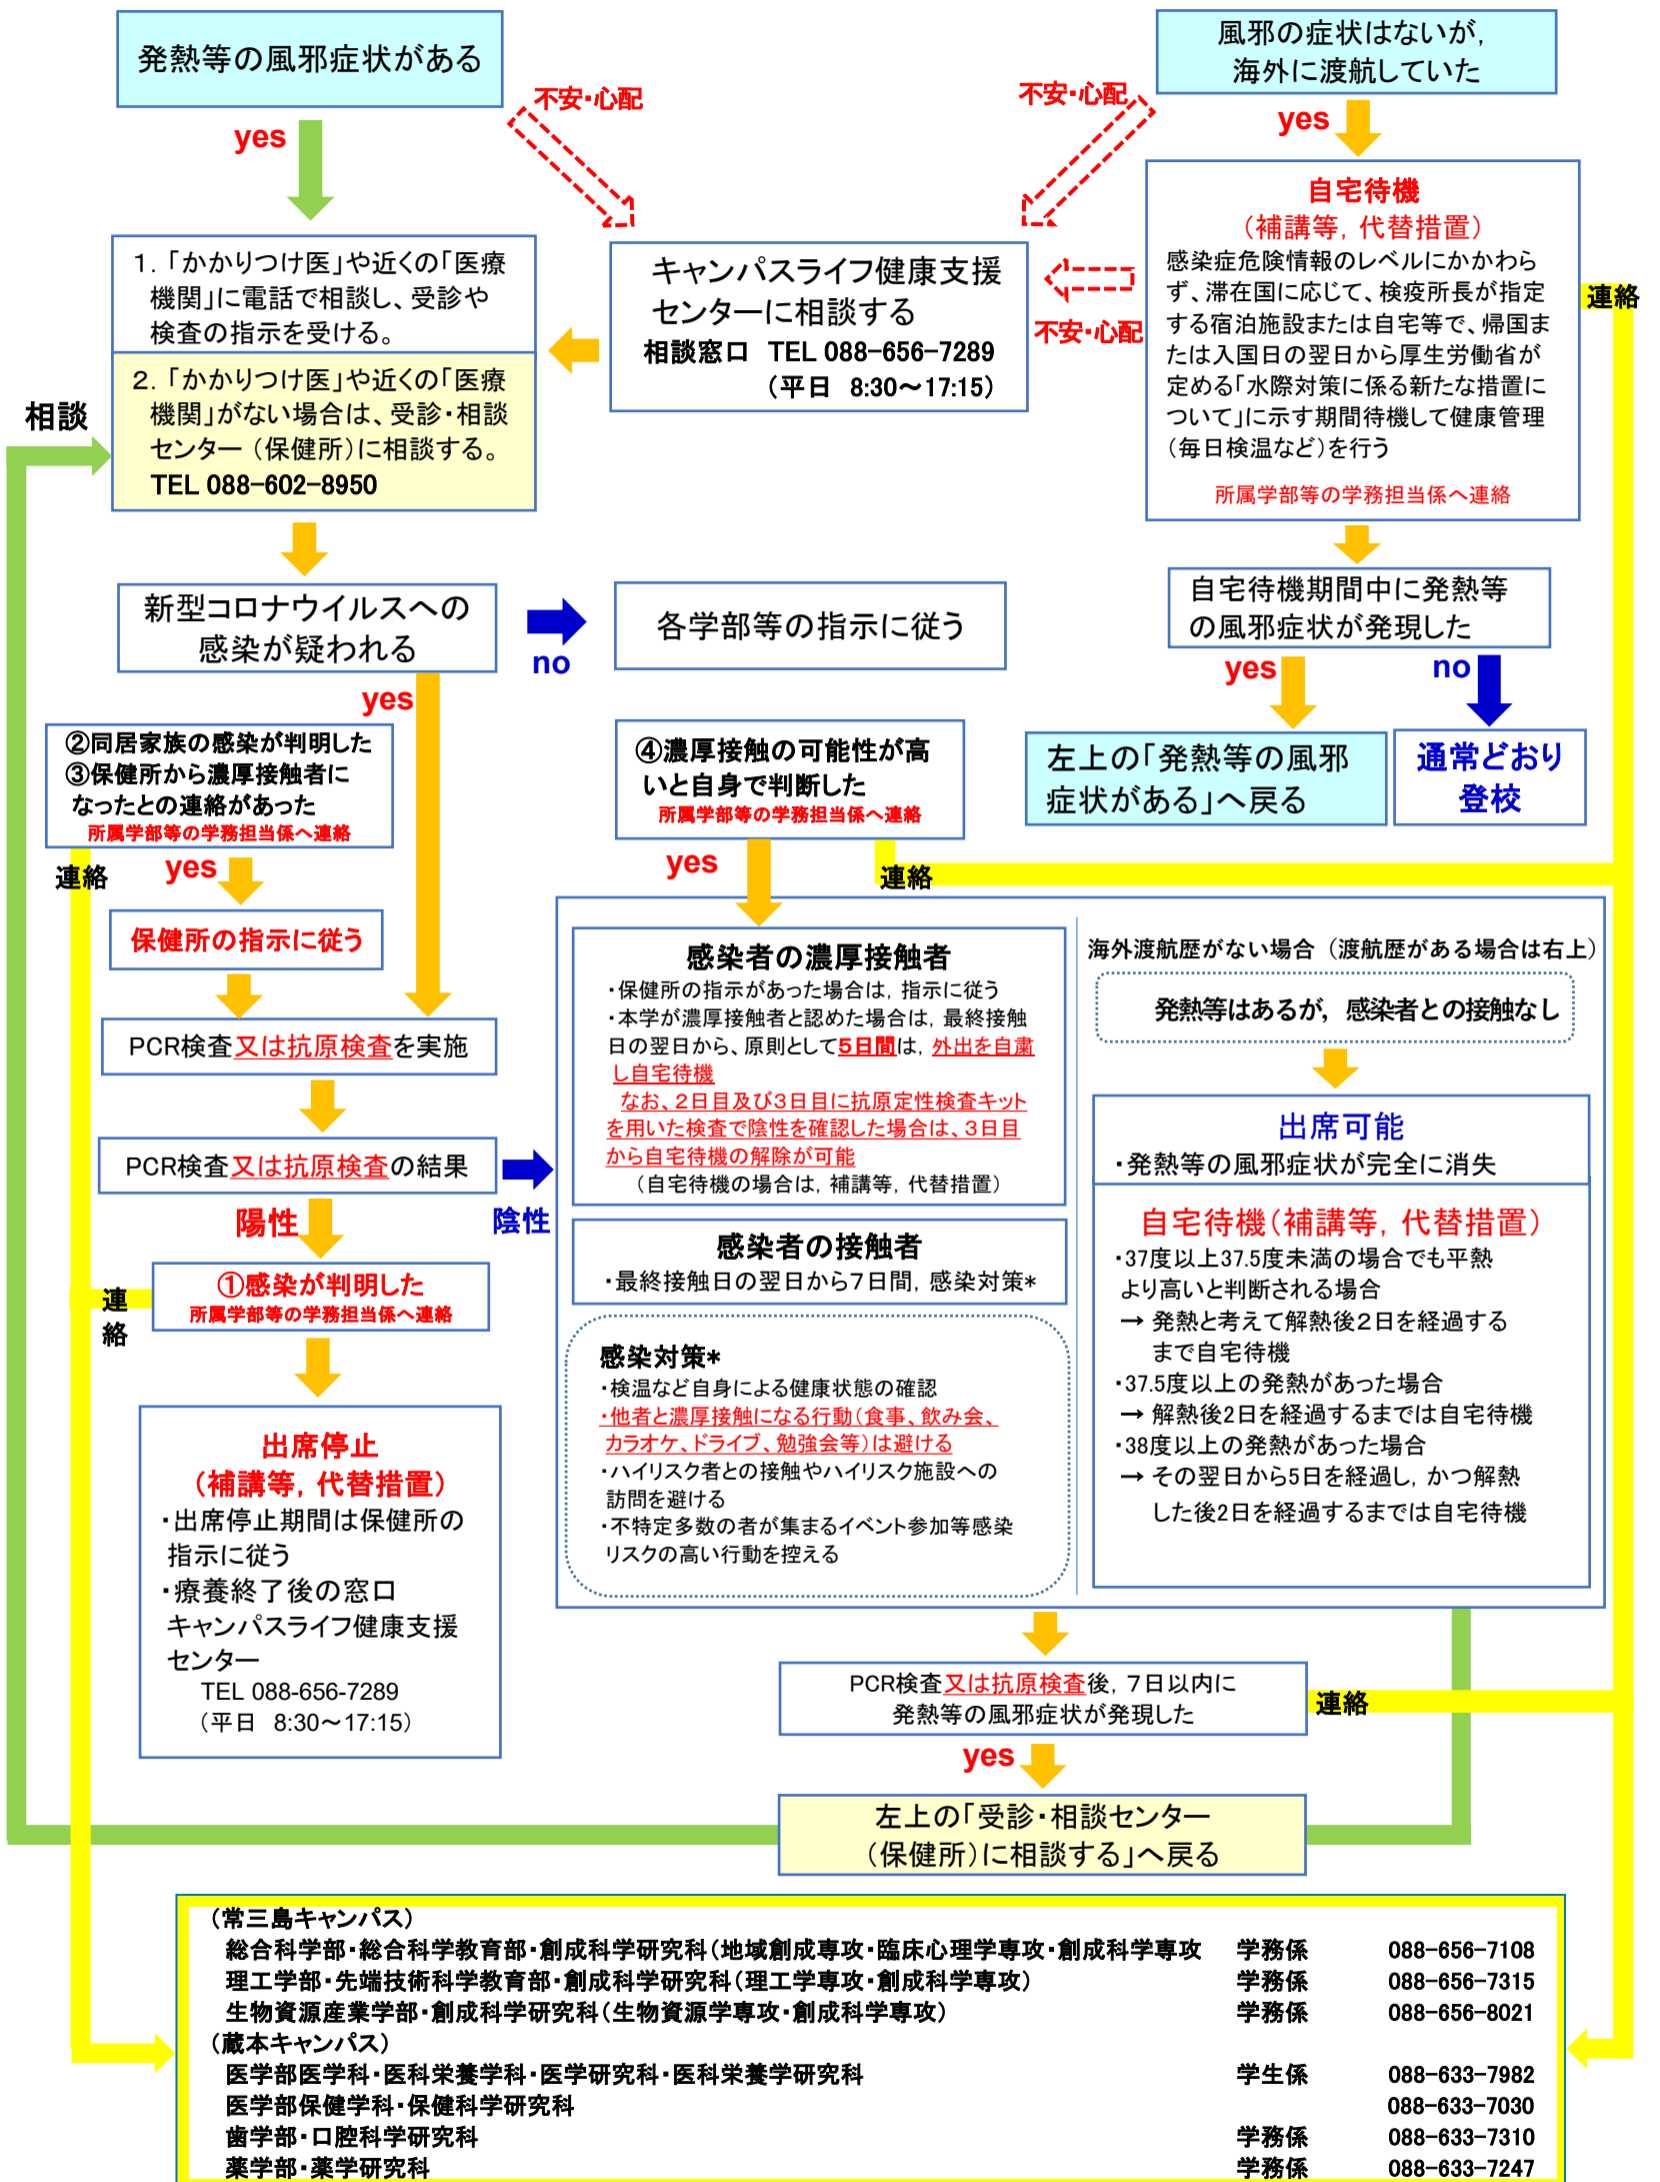 発熱等の風邪症状がある
yes
不安・心配
風邪の症状はないが,
海外に渡航していた
不安・心配
yes
1. 「かかりつけ医」や近くの「医療
機関」に電話で相談し、受診や
検査の指示を受ける。
2. 「かかりつけ医」や近くの「医療
機関」がない場合は、受診・相談
センター（保健所）に相談する。
TEL 088-602-8950
相談
キャンパスライフ健康支援
センターに相談する
相談窓口 TEL 088-656-7289
（平日 8:30～17:15）
不安・心配
自宅待機
（補講等, 代替措置）
感染症危険情報のレベルにかかわら
ず、滞在国に応じて、検疫所長が指定
する宿泊施設または自宅等で、帰国ま
たは入国日の翌日から厚生労働省が
定める「水際対策に係る新たな措置に
ついて」に示す期間待機して健康管理
（毎日検温など）を行う
所属学部等の学務担当係へ連絡
連絡
新型コロナウイルスへの
感染が疑われる
no
各学部等の指示に従う
yes
自宅待機期間中に発熱等
の風邪症状が発現した
yes
no
左上の「発熱等の風邪
症状がある」へ戻る
通常どおり
登校
②同居家族の感染が判明した
③保健所から濃厚接触者に
なったとの連絡があった
所属学部等の学務担当係へ連絡
連絡
yes
保健所の指示に従う
④濃厚接触の可能性が高
いと自身で判断した
所属学部等の学務担当係へ連絡
yes
連絡
PCR検査又は抗原検査を実施
PCR検査又は抗原検査の結果
陽性
陰性
①感染が判明した
所属学部等の学務担当係へ連絡
連
絡
出席停止
（補講等, 代替措置）
・出席停止期間は保健所の
指示に従う
・療養終了後の窓口
キャンパスライフ健康支援
センター
TEL 088-656-7289
（平日 8:30～17:15）
感染者の濃厚接触者
・保健所の指示があった場合は, 指示に従う
・本学が濃厚接触者と認めた場合は, 最終接触
日の翌日から、原則として5日間は, 外出を自粛
し自宅待機
なお、2日目及び3日目に抗原定性検査キット
を用いた検査で陰性を確認した場合は、3日目
から自宅待機の解除が可能
（自宅待機の場合は, 補講等, 代替措置）
感染者の接触者
・最終接触日の翌日から7日間, 感染対策*
感染対策*
・検温など自身による健康状態の確認
・他者と濃厚接触になる行動（食事、飲み会、
カラオケ、ドライブ、勉強会等）は避ける
・ハイリスク者との接触やハイリスク施設への
訪問を避ける
・不特定多数の者が集まるイベント参加等感染
リスクの高い行動を控える
海外渡航歴がない場合（渡航歴がある場合は右上）
発熱等はあるが, 感染者との接触なし
出席可能
・発熱等の風邪症状が完全に消失
自宅待機（補講等, 代替措置）
・37度以上37.5度未満の場合でも平熱
より高いと判断される場合
→ 発熱と考えて解熱後2日を経過する
まで自宅待機
・37.5度以上の発熱があった場合
→ 解熱後2日を経過するまでは自宅待機
・38度以上の発熱があった場合
→ その翌日から5日を経過し, かつ解熱
した後2日を経過するまでは自宅待機
PCR検査又は抗原検査後, 7日以内に
発熱等の風邪症状が発現した
連絡
yes
左上の「受診・相談センター
（保健所）に相談する」へ戻る
（常三島キャンパス）
総合科学部・総合科学教育部・創成科学研究科（地域創成専攻・臨床心理学専攻・創成科学専攻 学務係 088-656-7108
理工学部・先端技術科学教育部・創成科学研究科（理工学専攻・創成科学専攻） 学務係 088-656-7315
生物資源産業学部・創成科学研究科（生物資源学専攻・創成科学専攻） 学務係 088-656-8021
（蔵本キャンパス）
医学部医学科・医科栄養学科・医学研究科・医科栄養学研究科 学生係 088-633-7982
医学部保健学科・保健科学研究科 088-633-7030
歯学部・口腔科学研究科 学務係 088-633-7310
薬学部・薬学研究科 学務係 088-633-7247